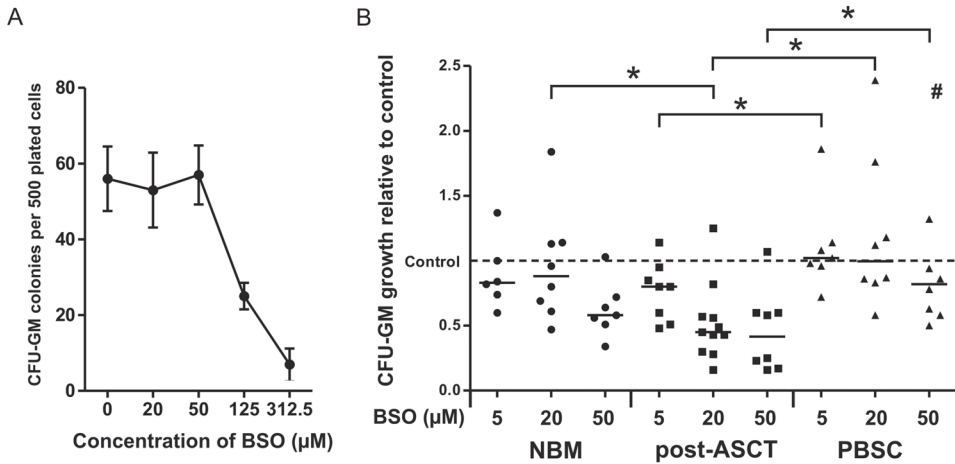 A
CFU-GM colonies per 500 plated cells
80
60
40
20
0
0 20 50 125 312.5
Concentration of BSO (µM)
B
CFU-GM growth relative to control
2.5
2.0
1.5
Control
0.5
0.0
*
*
*
*
#
BSO (µM) 5 20 50 5 20 50 5 20 50
NBM post-ASCT PBSC